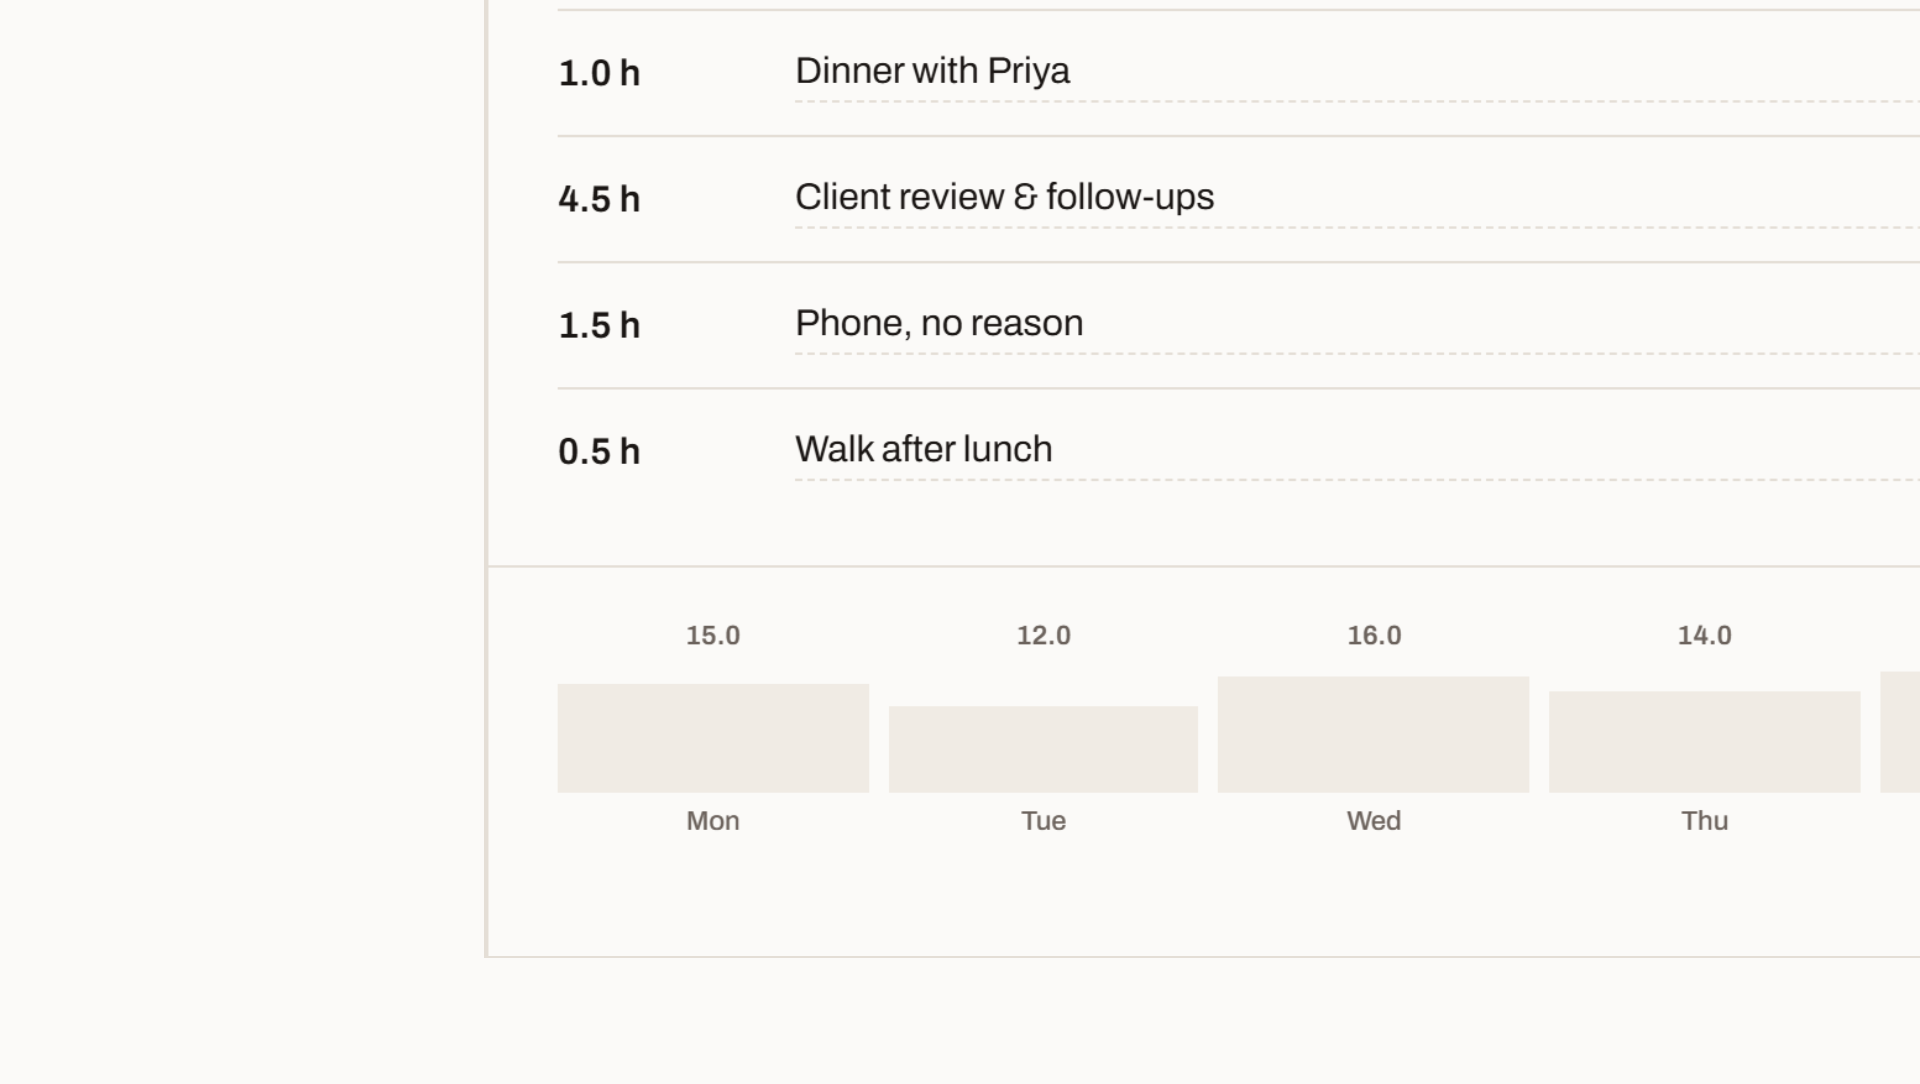 1.0 h Dinner with Priya
4.5 h Client review & follow-ups
1.5 h Phone, no reason
0.5 h Walk after lunch
15.0 12.0 16.0 14.0
Mon Tue Wed Thu